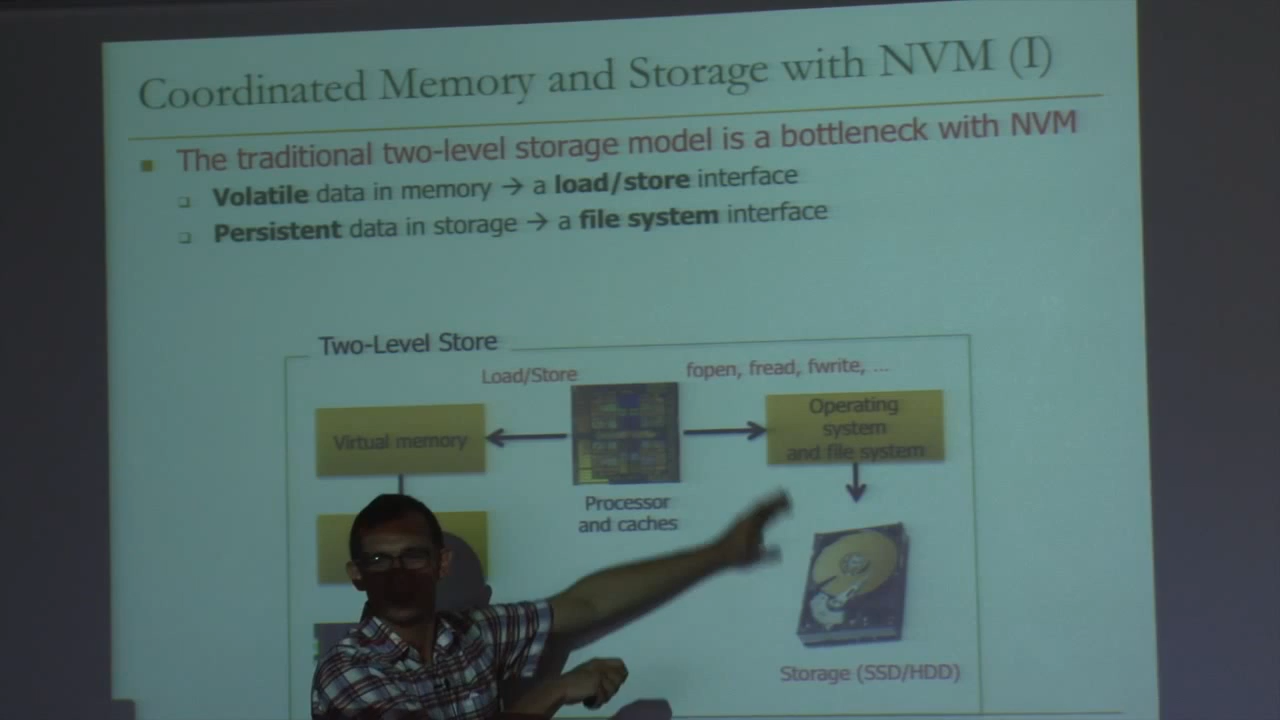 Coordinated Memory and Storage with NVM (I)
The traditional two-level storage model is a bottleneck with NVM
Volatile data in memory → a load/store interface
Persistent data in storage → a file system interface
Two-Level Store
Load/Store
fopen, fread, fwrite, ...
Virtual memory
Processor
and caches
Operating
system
and file system
Storage (SSD/HDD)